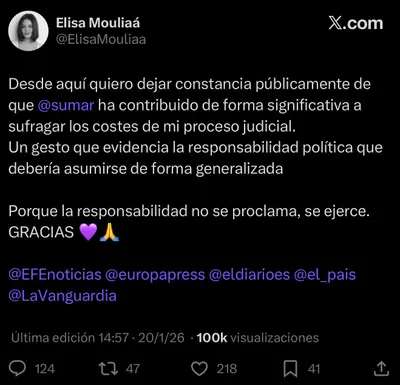 Elisa Mouliaá
@ElisaMouliaa
X.com
Desde aquí quiero dejar constancia públicamente de
que @sumar ha contribuido de forma significativa a
sufragar los costes de mi proceso judicial.
Un gesto que evidencia la responsabilidad política que
debería asumirse de forma generalizada
Porque la responsabilidad no se proclama, se ejerce.
GRACIAS 💜🙏
@EFEnoticias @europapress @eldiarioes @el_pais
@LaVanguardia
Última edición 14:57 · 20/1/26 · 100k visualizaciones
124 47 218 41